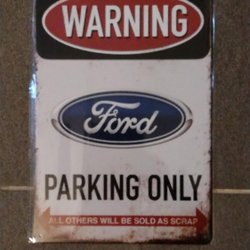 WARNING
Ford
PARKING ONLY
ALL OTHERS WILL BE SOLD AS SCRAP